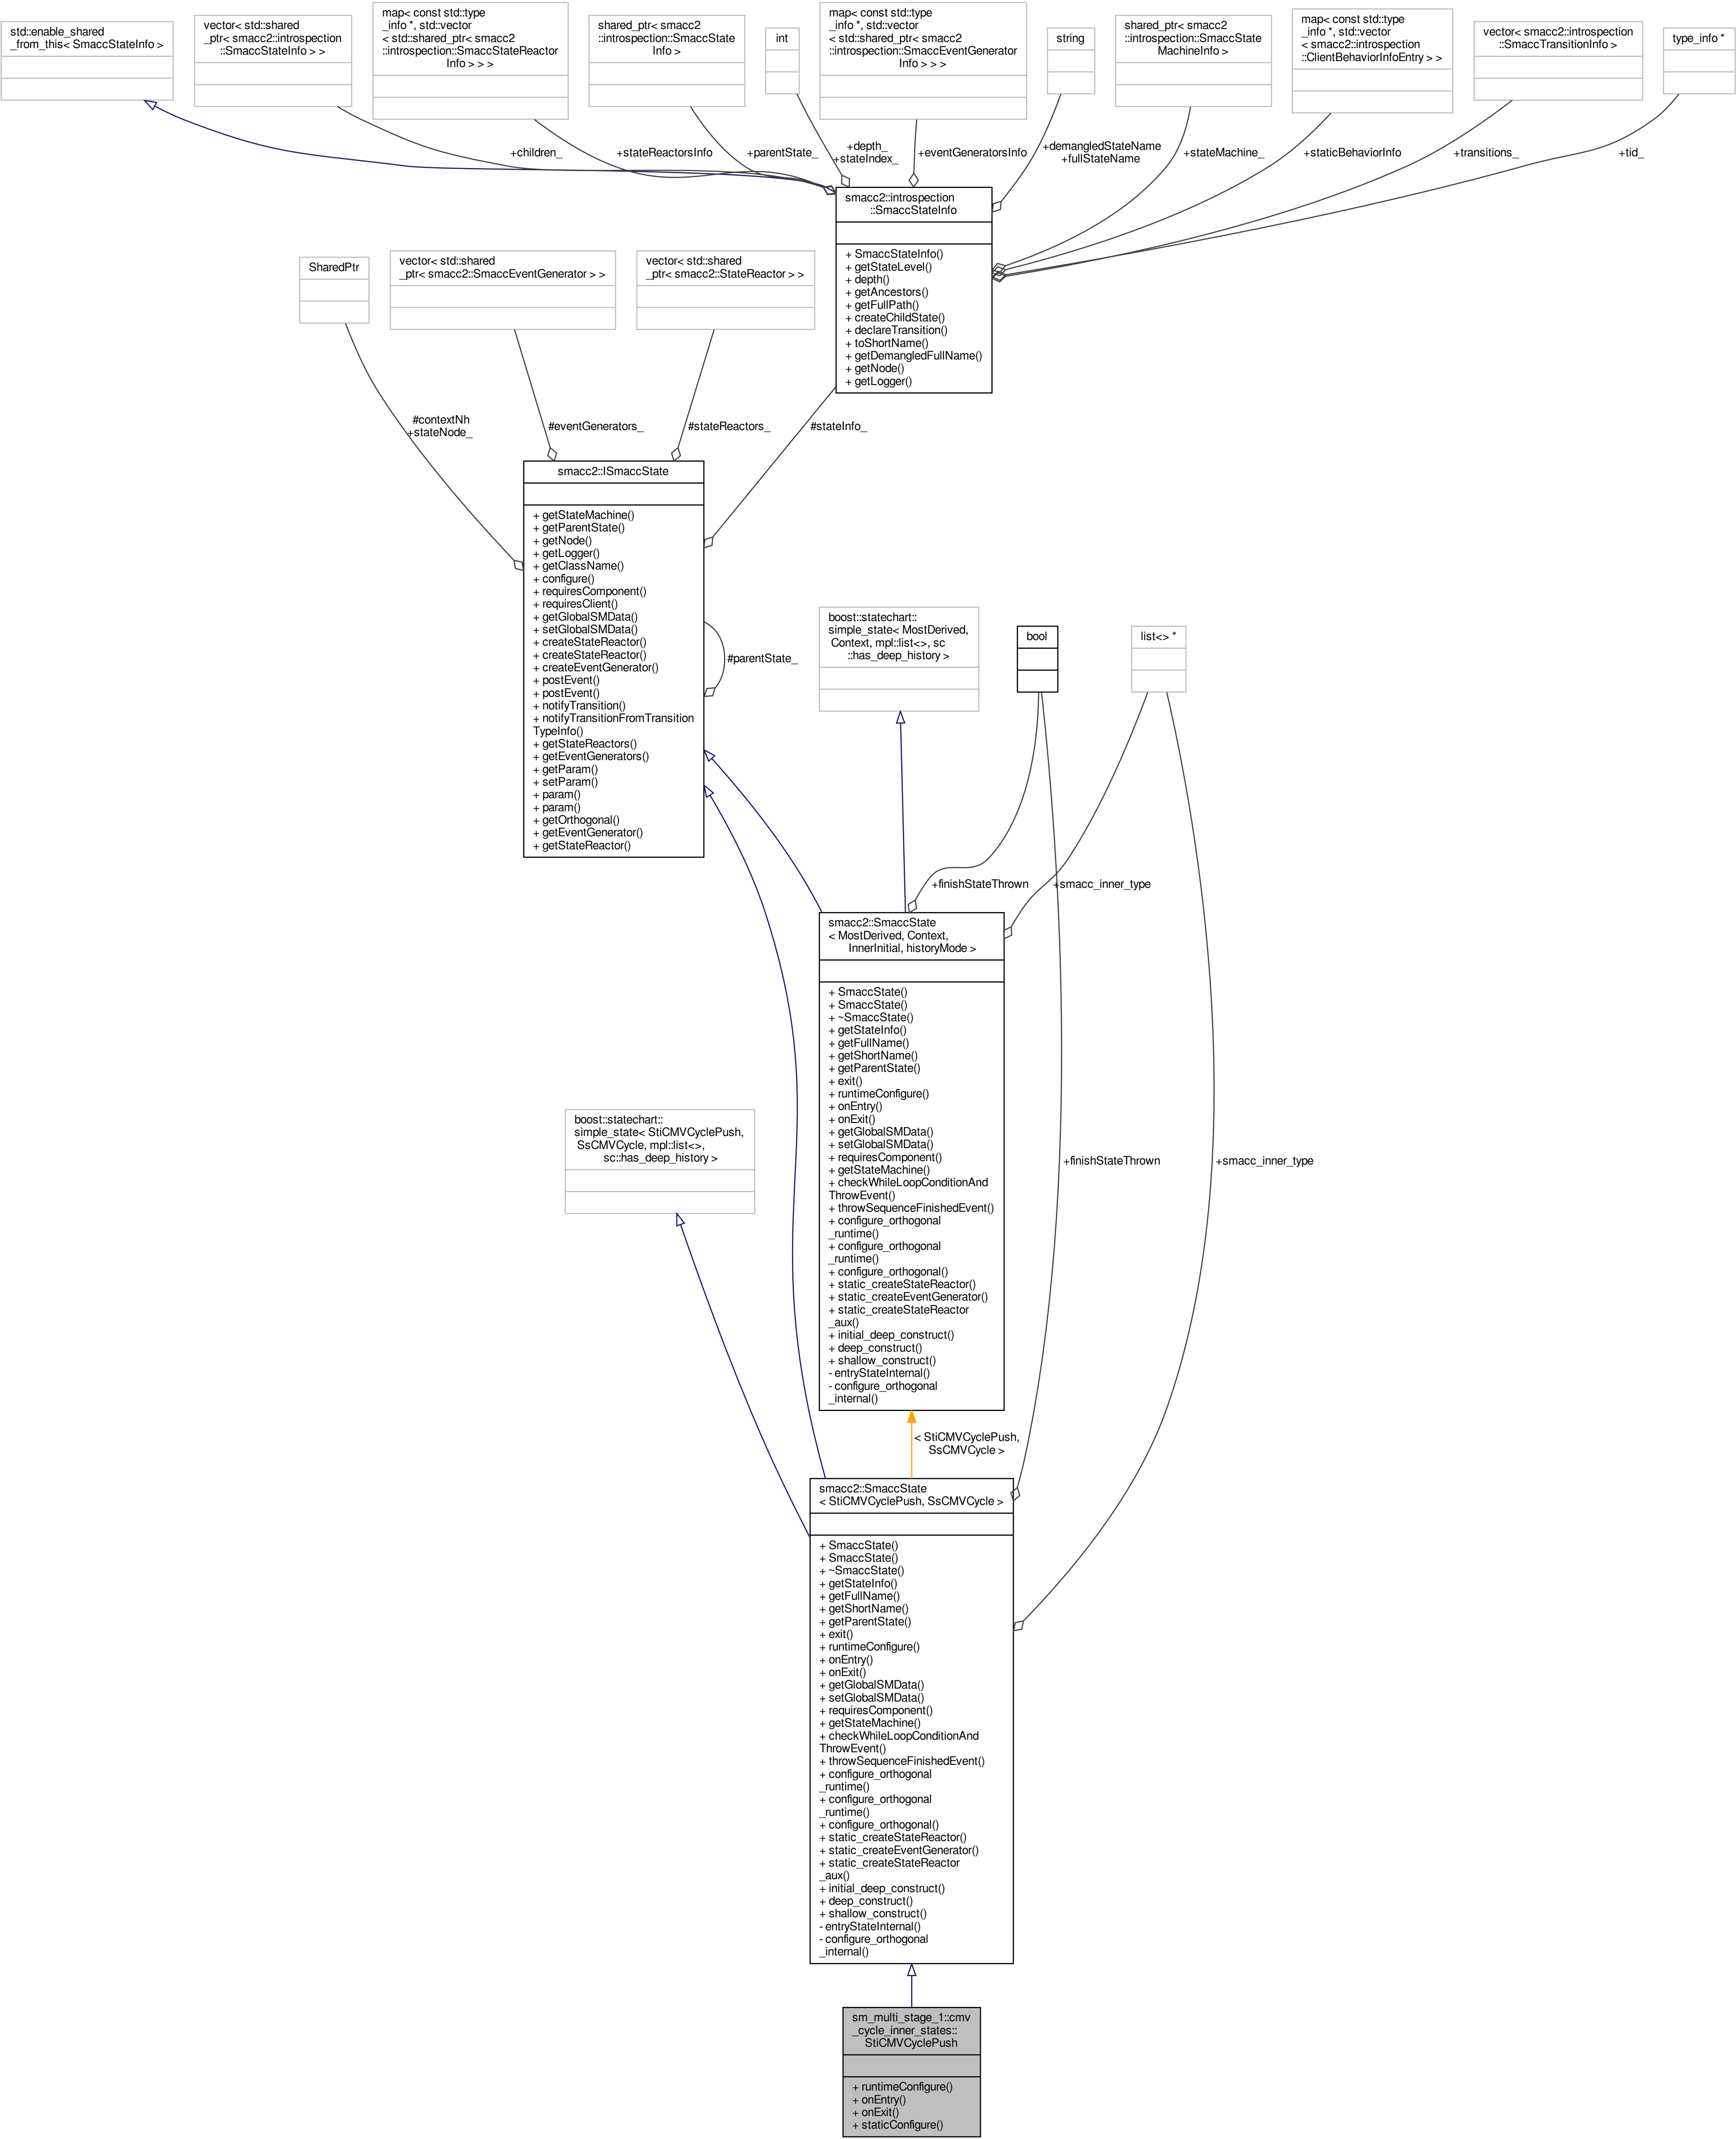 std::enable_shared
_from_this< SmaccStateInfo >
vector< std::shared
_ptr< smacc2::introspection
::SmaccStateInfo > >
map< const std::type
_info *, std::vector
< std::shared_ptr< smacc2
::introspection::SmaccStateReactor
Info > > >
shared_ptr< smacc2
::introspection::SmaccState
Info >
int
map< const std::type
_info *, std::vector
< std::shared_ptr< smacc2
::introspection::SmaccEventGenerator
Info > > >
string
shared_ptr< smacc2
::introspection::SmaccState
MachineInfo >
map< const std::type
_info *, std::vector
< smacc2::introspection
::ClientBehaviorInfoEntry > >
vector< smacc2::introspection
::SmaccTransitionInfo >
type_info *
+children_
+stateReactorsInfo
+parentState_
+depth_
+stateIndex_
+eventGeneratorsInfo
+demangledStateName
+fullStateName
+stateMachine_
+staticBehaviorInfo
+transitions_
+tid_
smacc2::introspection
::SmaccStateInfo
+ SmaccStateInfo()
+ getStateLevel()
+ depth()
+ getAncestors()
+ getFullPath()
+ createChildState()
+ declareTransition()
+ toShortName()
+ getDemangledFullName()
+ getNode()
+ getLogger()
SharedPtr
vector< std::shared
_ptr< smacc2::SmaccEventGenerator > >
vector< std::shared
_ptr< smacc2::StateReactor > >
#contextNh
+stateNode_
#eventGenerators_
#stateReactors_
#stateInfo_
smacc2::ISmaccState
+ getStateMachine()
+ getParentState()
+ getNode()
+ getLogger()
+ getClassName()
+ configure()
+ requiresComponent()
+ requiresClient()
+ getGlobalSMData()
+ setGlobalSMData()
+ createStateReactor()
+ createStateReactor()
+ createEventGenerator()
+ postEvent()
+ postEvent()
+ notifyTransition()
+ notifyTransitionFromTransition
TypeInfo()
+ getStateReactors()
+ getEventGenerators()
+ getParam()
+ setParam()
+ param()
+ param()
+ getOrthogonal()
+ getEventGenerator()
+ getStateReactor()
#parentState_
boost::statechart::
simple_state< MostDerived,
Context, mpl::list<>, sc
::has_deep_history >
bool
list<> *
+finishStateThrown
+smacc_inner_type
smacc2::SmaccState
< MostDerived, Context,
InnerInitial, historyMode >
+ SmaccState()
+ SmaccState()
+ ~SmaccState()
+ getStateInfo()
+ getFullName()
+ getShortName()
+ getParentState()
+ exit()
+ runtimeConfigure()
+ onEntry()
+ onExit()
+ getGlobalSMData()
+ setGlobalSMData()
+ requiresComponent()
+ getStateMachine()
+ checkWhileLoopConditionAnd
ThrowEvent()
+ throwSequenceFinishedEvent()
+ configure_orthogonal
_runtime()
+ configure_orthogonal
_runtime()
+ configure_orthogonal()
+ static_createStateReactor()
+ static_createEventGenerator()
+ static_createStateReactor
_aux()
+ initial_deep_construct()
+ deep_construct()
+ shallow_construct()
- entryStateInternal()
- configure_orthogonal
_internal()
boost::statechart::
simple_state< StiCMVCyclePush,
SsCMVCycle, mpl::list<>,
sc::has_deep_history >
+finishStateThrown
+smacc_inner_type
< StiCMVCyclePush,
SsCMVCycle >
smacc2::SmaccState
< StiCMVCyclePush, SsCMVCycle >
+ SmaccState()
+ SmaccState()
+ ~SmaccState()
+ getStateInfo()
+ getFullName()
+ getShortName()
+ getParentState()
+ exit()
+ runtimeConfigure()
+ onEntry()
+ onExit()
+ getGlobalSMData()
+ setGlobalSMData()
+ requiresComponent()
+ getStateMachine()
+ checkWhileLoopConditionAnd
ThrowEvent()
+ throwSequenceFinishedEvent()
+ configure_orthogonal
_runtime()
+ configure_orthogonal
_runtime()
+ configure_orthogonal()
+ static_createStateReactor()
+ static_createEventGenerator()
+ static_createStateReactor
_aux()
+ initial_deep_construct()
+ deep_construct()
+ shallow_construct()
- entryStateInternal()
- configure_orthogonal
_internal()
sm_multi_stage_1::cmv
_cycle_inner_states::
StiCMVCyclePush
+ runtimeConfigure()
+ onEntry()
+ onExit()
+ staticConfigure()